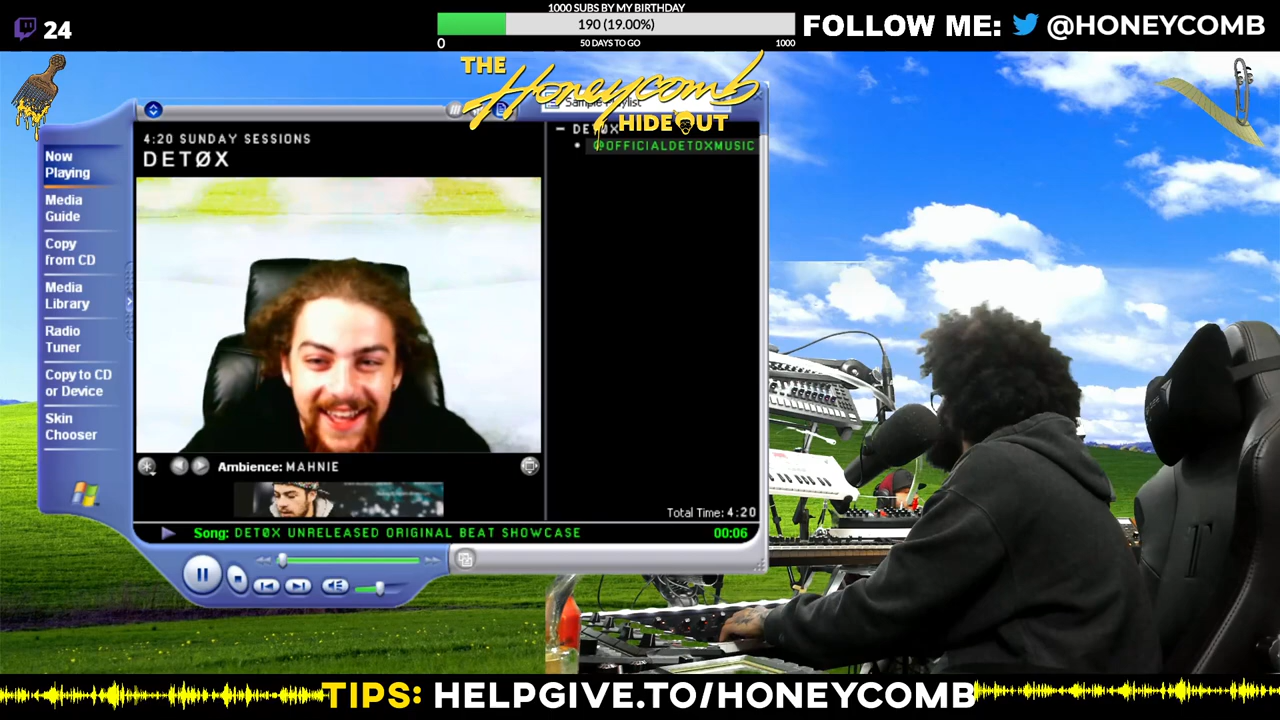 24
1000 SUBS BY MY BIRTHDAY
190 (19.00%)
0
50 DAYS TO GO
1000
FOLLOW ME: @HONEYCOMB
THE
Honeycomb
HIDEOUT
Sample Playlist
4:20 SUNDAY SESSIONS
DETØX
DETØX
@OFFICIALDETOXMUSIC
Now
Playing
Media
Guide
Copy
from CD
Media
Library
Radio
Tuner
Copy to CD
or Device
Skin
Chooser
Ambience: MAHNIE
Total Time: 4:20
Song: DETØX UNRELEASED ORIGINAL BEAT SHOWCASE
00:06
TIPS: HELPGIVE.TO/HONEYCOMB